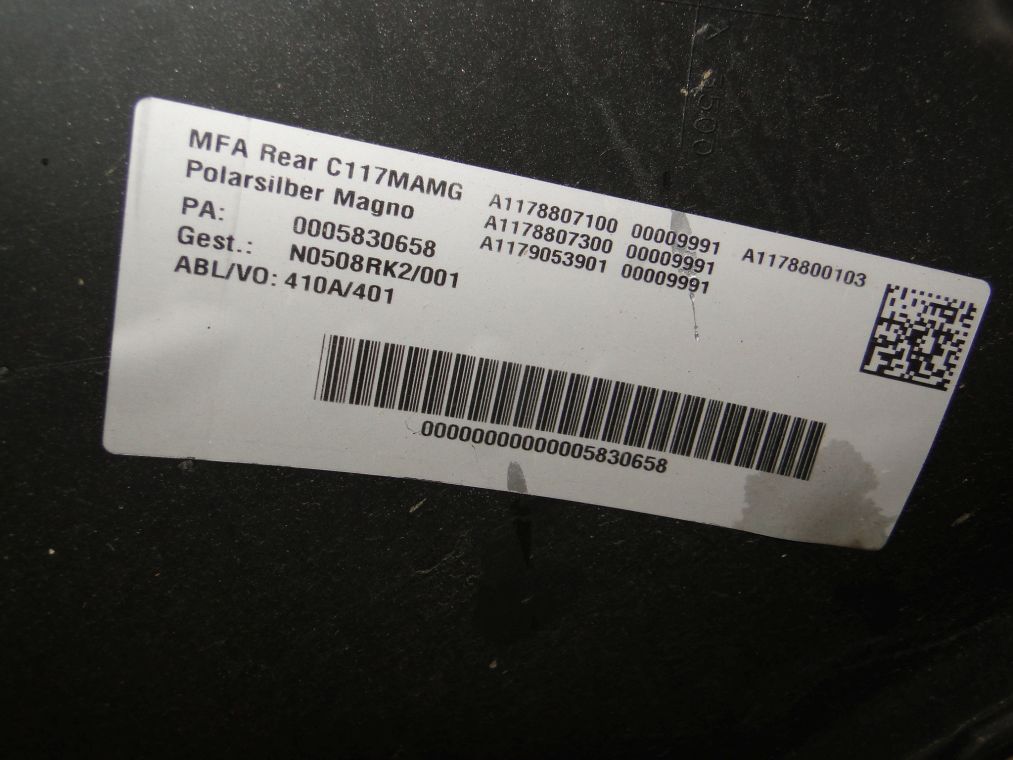 MFA Rear C117MAMG
Polarsilber Magno
PA: 0005830658
Gest.: N0508RK2/001
ABL/VO: 410A/401
A1178807100 00009991 A1178800103
A1178807300 00009991
A1179053901 00009991
00000000000005830658